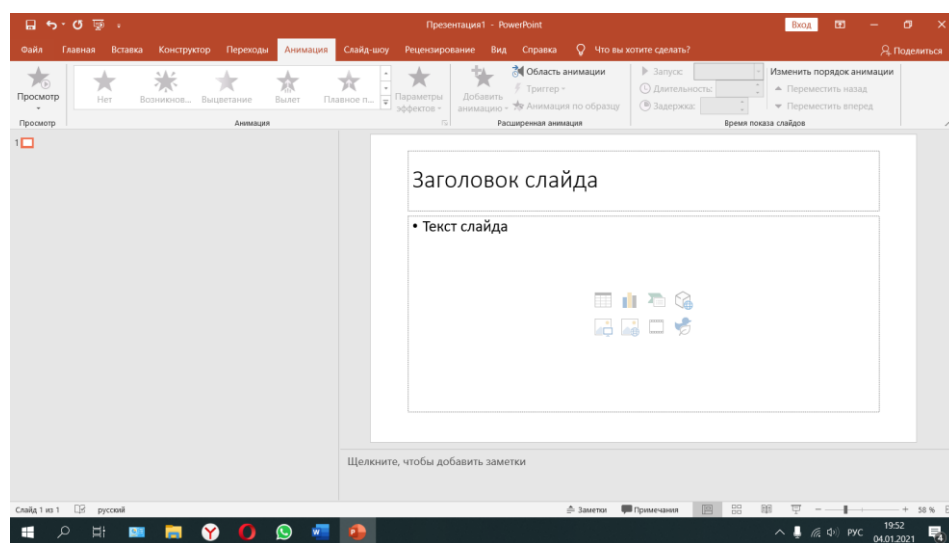 Презентация1 - PowerPoint
Вход
Файл Главная Вставка Конструктор Переходы Анимация Слайд-шоу Рецензирование Вид Справка Что вы хотите сделать? Поделиться
Просмотр
Нет Возникнов... Выцветание Вылет Главное п...
Параметры эффектов
Добавить анимацию
Область анимации
Триггер
Анимация по образцу
Запуск:
Длительность:
Задержка:
Изменить порядок анимации
Переместить назад
Переместить вперед
Просмотр Анимация Расширенная анимация Время показа слайдов
1
Заголовок слайда
• Текст слайда
Щелкните, чтобы добавить заметки
Слайд 1 из 1 русский Заметки Примечания 58 %
РУС
19:52
04.01.2021